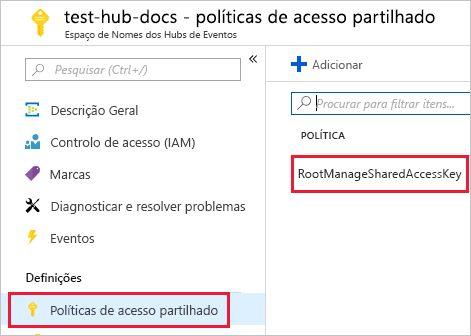 test-hub-docs - políticas de acesso partilhado
Espaço de Nomes dos Hubs de Eventos
Pesquisar (Ctrl+/)
«
Descrição Geral
Controlo de acesso (IAM)
Marcas
Diagnosticar e resolver problemas
Eventos
Definições
Políticas de acesso partilhado
Adicionar
Procurar para filtrar itens...
POLÍTICA
RootManageSharedAccessKey